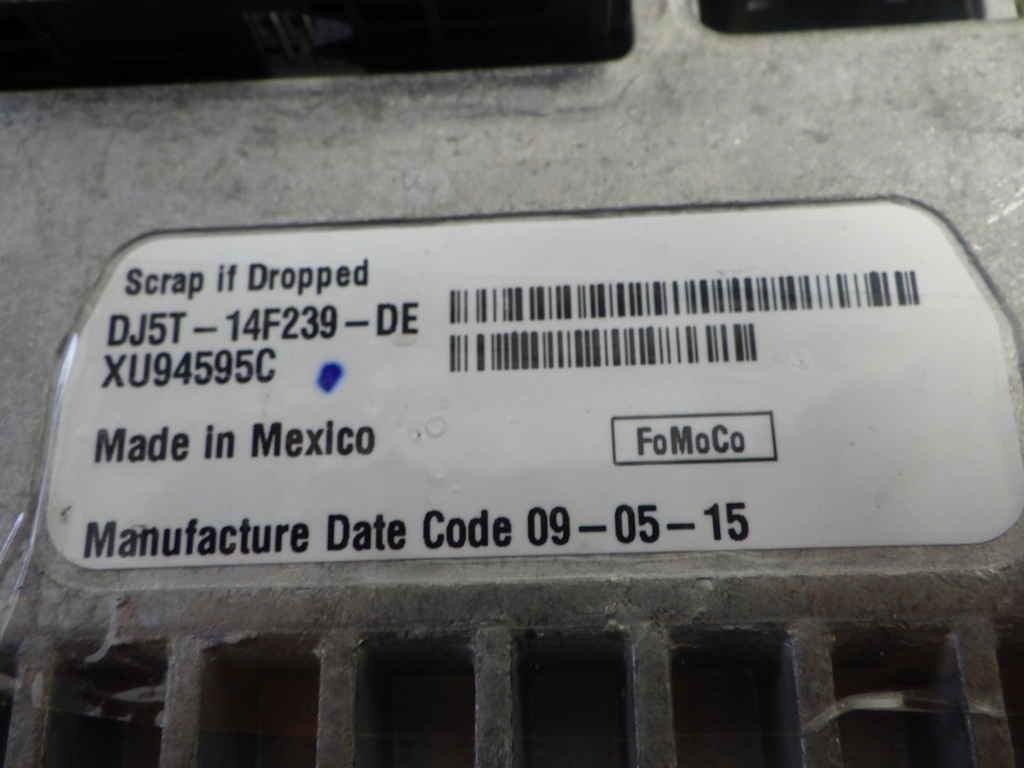 Scrap if Dropped
DJ5T-14F239-DE
XU94595C
Made in Mexico
FoMoCo
Manufacture Date Code 09-05-15